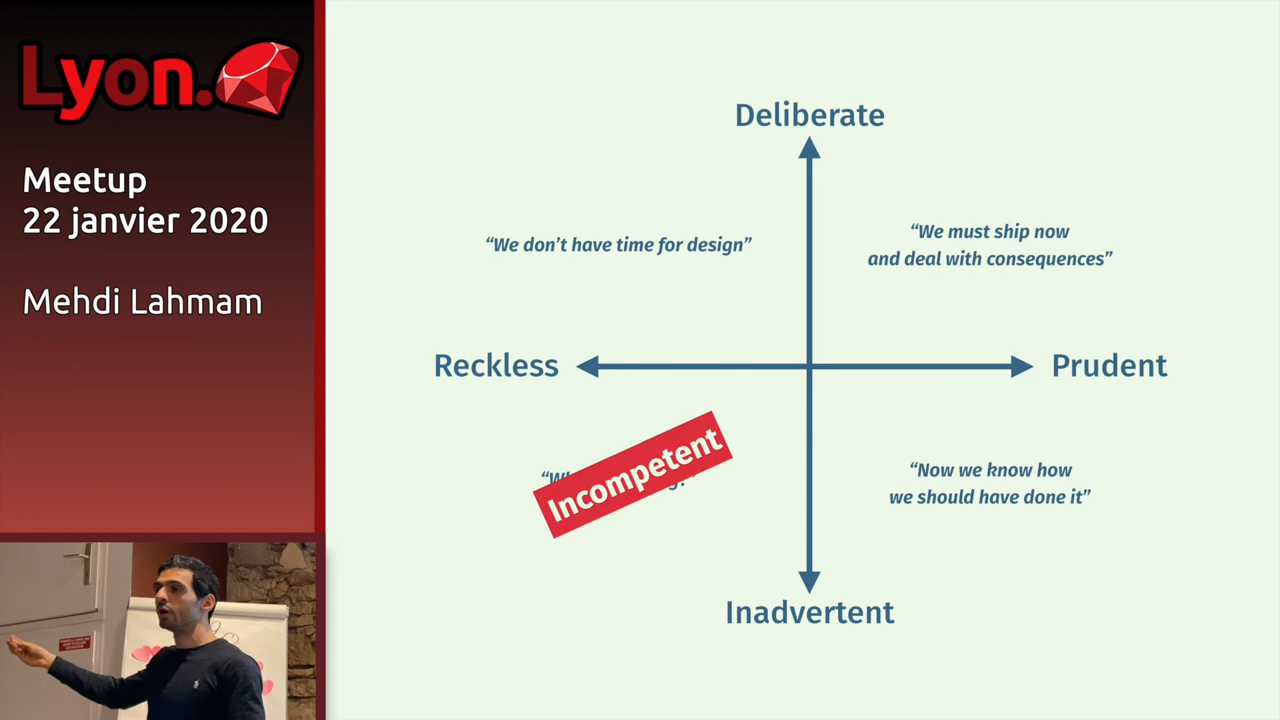 Lyon.
Meetup
22 janvier 2020
Mehdi Lahmam
Deliberate
“We don’t have time for design”
“We must ship now
and deal with consequences”
Reckless
Prudent
Incompetent
“Now we know how
we should have done it”
Inadvertent